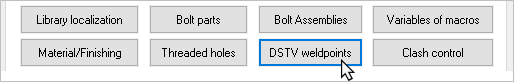 Library localization
Bolt parts
Bolt Assemblies
Variables of macros
Material/Finishing
Threaded holes
DSTV weldpoints
Clash control